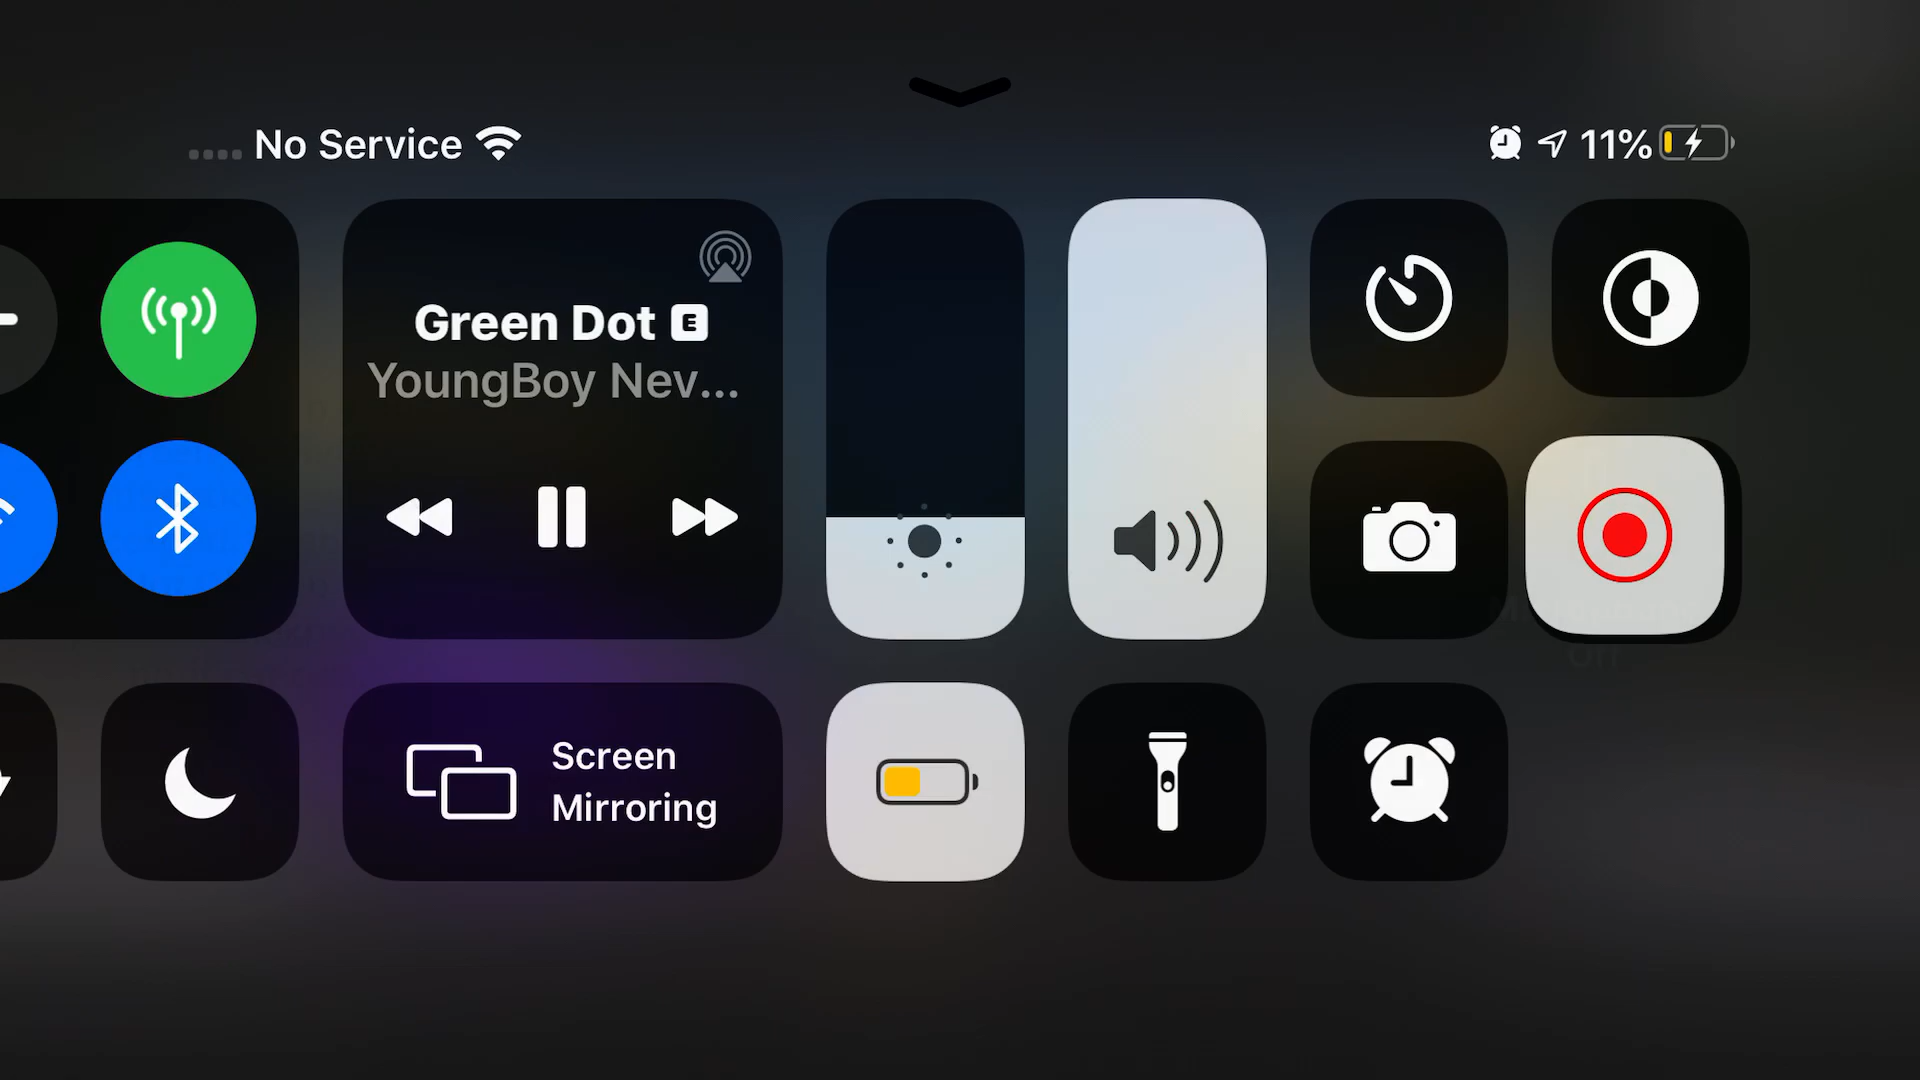 No Service
11%
Green Dot E
YoungBoy Nev...
Screen
Mirroring